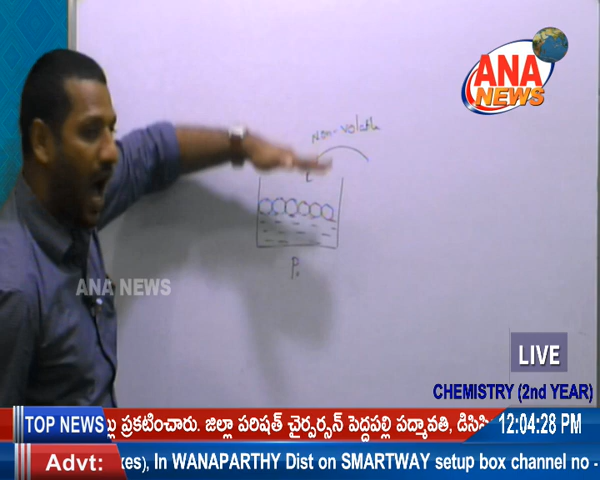 ANA
NEWS
Non-volatile
P₀
ANA NEWS
LIVE
CHEMISTRY (2nd YEAR)
TOP NEWS
ప్రకటించారు. జిల్లా పరిషత్ చైర్పర్సన్ పెద్దపల్లి పద్మావతి,
12:04:28 PM
Advt:
xes), In WANAPARTHY Dist on SMARTWAY setup box channel no -